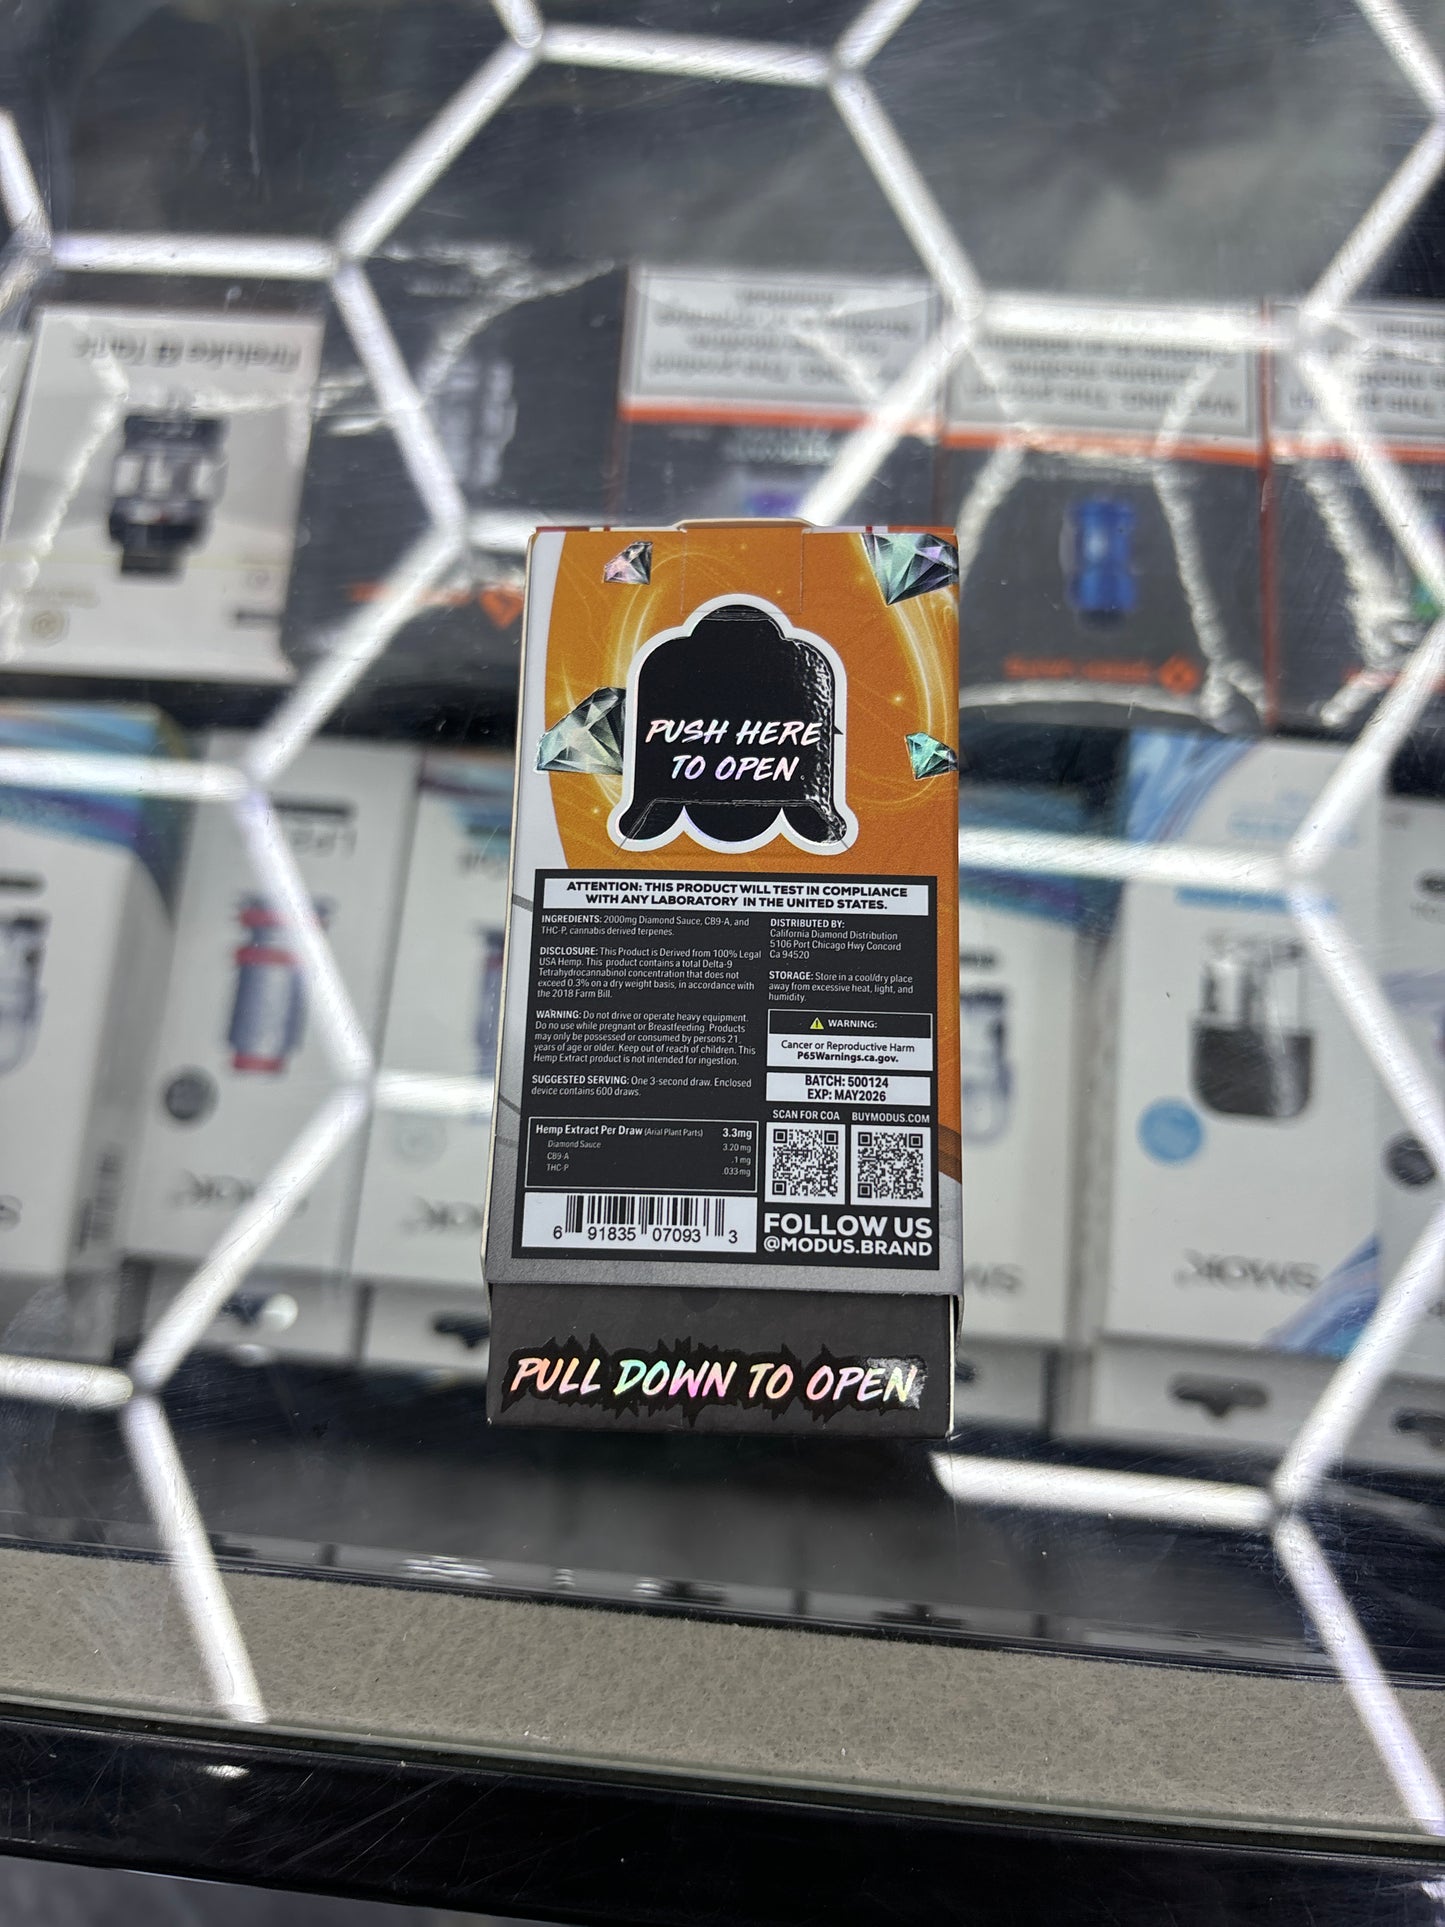 PUSH HERE
TO OPEN
ATTENTION: THIS PRODUCT WILL TEST IN COMPLIANCE
WITH ANY LABORATORY IN THE UNITED STATES.
INGREDIENTS: 2000mg Diamond Sauce, CB9-A, and
THC-P, cannabis derived terpenes.
DISCLOSURE: This Product is Derived from 100% Legal
USA Hemp. This product contains a total Delta-9
Tetrahydrocannabinol concentration that does not
exceed 0.3% on a dry weight basis, in accordance with
the 2018 Farm Bill.
WARNING: Do not drive or operate heavy equipment.
Do no use while pregnant or Breastfeeding. Products
may only be possessed or consumed by persons 21
years of age or older. Keep out of reach of children. This
Hemp Extract product is not intended for ingestion.
SUGGESTED SERVING: One 3-second draw. Enclosed
device contains 600 draws.
Hemp Extract Per Draw (Arial Plant Parts) 3.3mg
Diamond Sauce 3.20 mg
CB9-A .1 mg
THC-P .033 mg
6 91835 07093 3
DISTRIBUTED BY:
California Diamond Distribution
5106 Port Chicago Hwy Concord
Ca 94520
STORAGE: Store in a cool/dry place
away from excessive heat, light, and
humidity.
WARNING:
Cancer or Reproductive Harm
P65Warnings.ca.gov.
BATCH: 500124
EXP: MAY2026
SCAN FOR COA BUYMODUS.COM
FOLLOW US
@MODUS.BRAND
PULL DOWN TO OPEN
SMOK